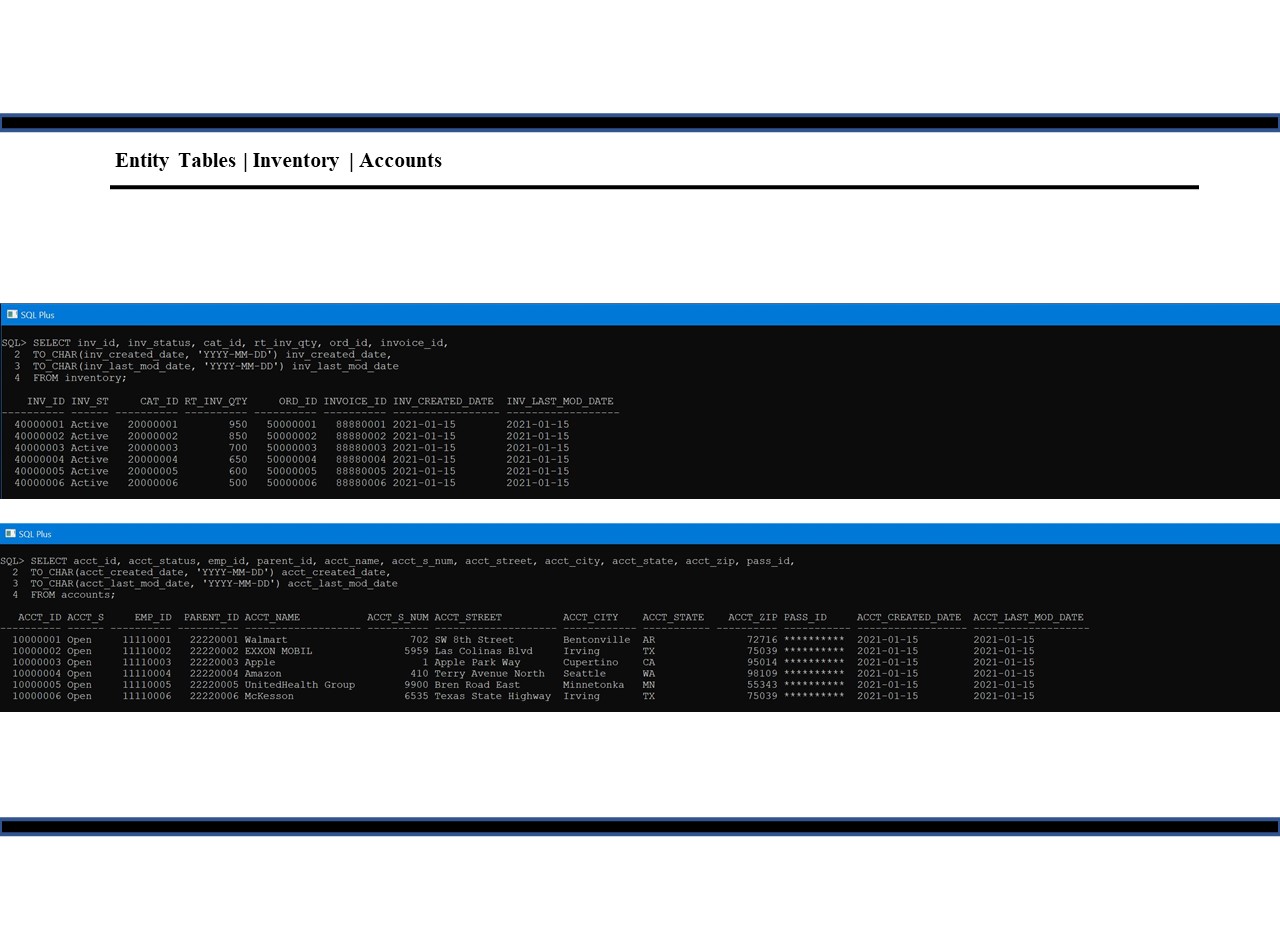 Entity Tables | Inventory | Accounts
SQL Plus
SQL> SELECT inv_id, inv_status, cat_id, rt_inv_qty, ord_id, invoice_id,
2 TO_CHAR(inv_created_date, 'YYYY-MM-DD') inv_created_date,
3 TO_CHAR(inv_last_mod_date, 'YYYY-MM-DD') inv_last_mod_date
4 FROM inventory;
INV_ID INV_ST CAT_ID RT_INV_QTY ORD_ID INVOICE_ID INV_CREATED_DATE INV_LAST_MOD_DATE
---------- ------ ---------- ---------- ---------- ---------- ----------------- ------------------
40000001 Active 20000001 950 50000001 88880001 2021-01-15 2021-01-15
40000002 Active 20000002 850 50000002 88880002 2021-01-15 2021-01-15
40000003 Active 20000003 700 50000003 88880003 2021-01-15 2021-01-15
40000004 Active 20000004 650 50000004 88880004 2021-01-15 2021-01-15
40000005 Active 20000005 600 50000005 88880005 2021-01-15 2021-01-15
40000006 Active 20000006 500 50000006 88880006 2021-01-15 2021-01-15
SQL Plus
SQL> SELECT acct_id, acct_status, emp_id, parent_id, acct_name, acct_s_num, acct_street, acct_city, acct_state, acct_zip, pass_id,
2 TO_CHAR(acct_created_date, 'YYYY-MM-DD') acct_created_date,
3 TO_CHAR(acct_last_mod_date, 'YYYY-MM-DD') acct_last_mod_date
4 FROM accounts;
ACCT_ID ACCT_S EMP_ID PARENT_ID ACCT_NAME ACCT_S_NUM ACCT_STREET ACCT_CITY ACCT_STATE ACCT_ZIP PASS_ID ACCT_CREATED_DATE ACCT_LAST_MOD_DATE
---------- ------ ---------- ---------- ------------------- ---------- -------------------- ------------ ----------- ---------- ----------- ------------------ -------------------
10000001 Open 11110001 22220001 Walmart 702 SW 8th Street Bentonville AR 72716 ********** 2021-01-15 2021-01-15
10000002 Open 11110002 22220002 EXXON MOBIL 5959 Las Colinas Blvd Irving TX 75039 ********** 2021-01-15 2021-01-15
10000003 Open 11110003 22220003 Apple 1 Apple Park Way Cupertino CA 95014 ********** 2021-01-15 2021-01-15
10000004 Open 11110004 22220004 Amazon 410 Terry Avenue North Seattle WA 98109 ********** 2021-01-15 2021-01-15
10000005 Open 11110005 22220005 UnitedHealth Group 9900 Bren Road East Minnetonka MN 55343 ********** 2021-01-15 2021-01-15
10000006 Open 11110006 22220006 McKesson 6535 Texas State Highway Irving TX 75039 ********** 2021-01-15 2021-01-15